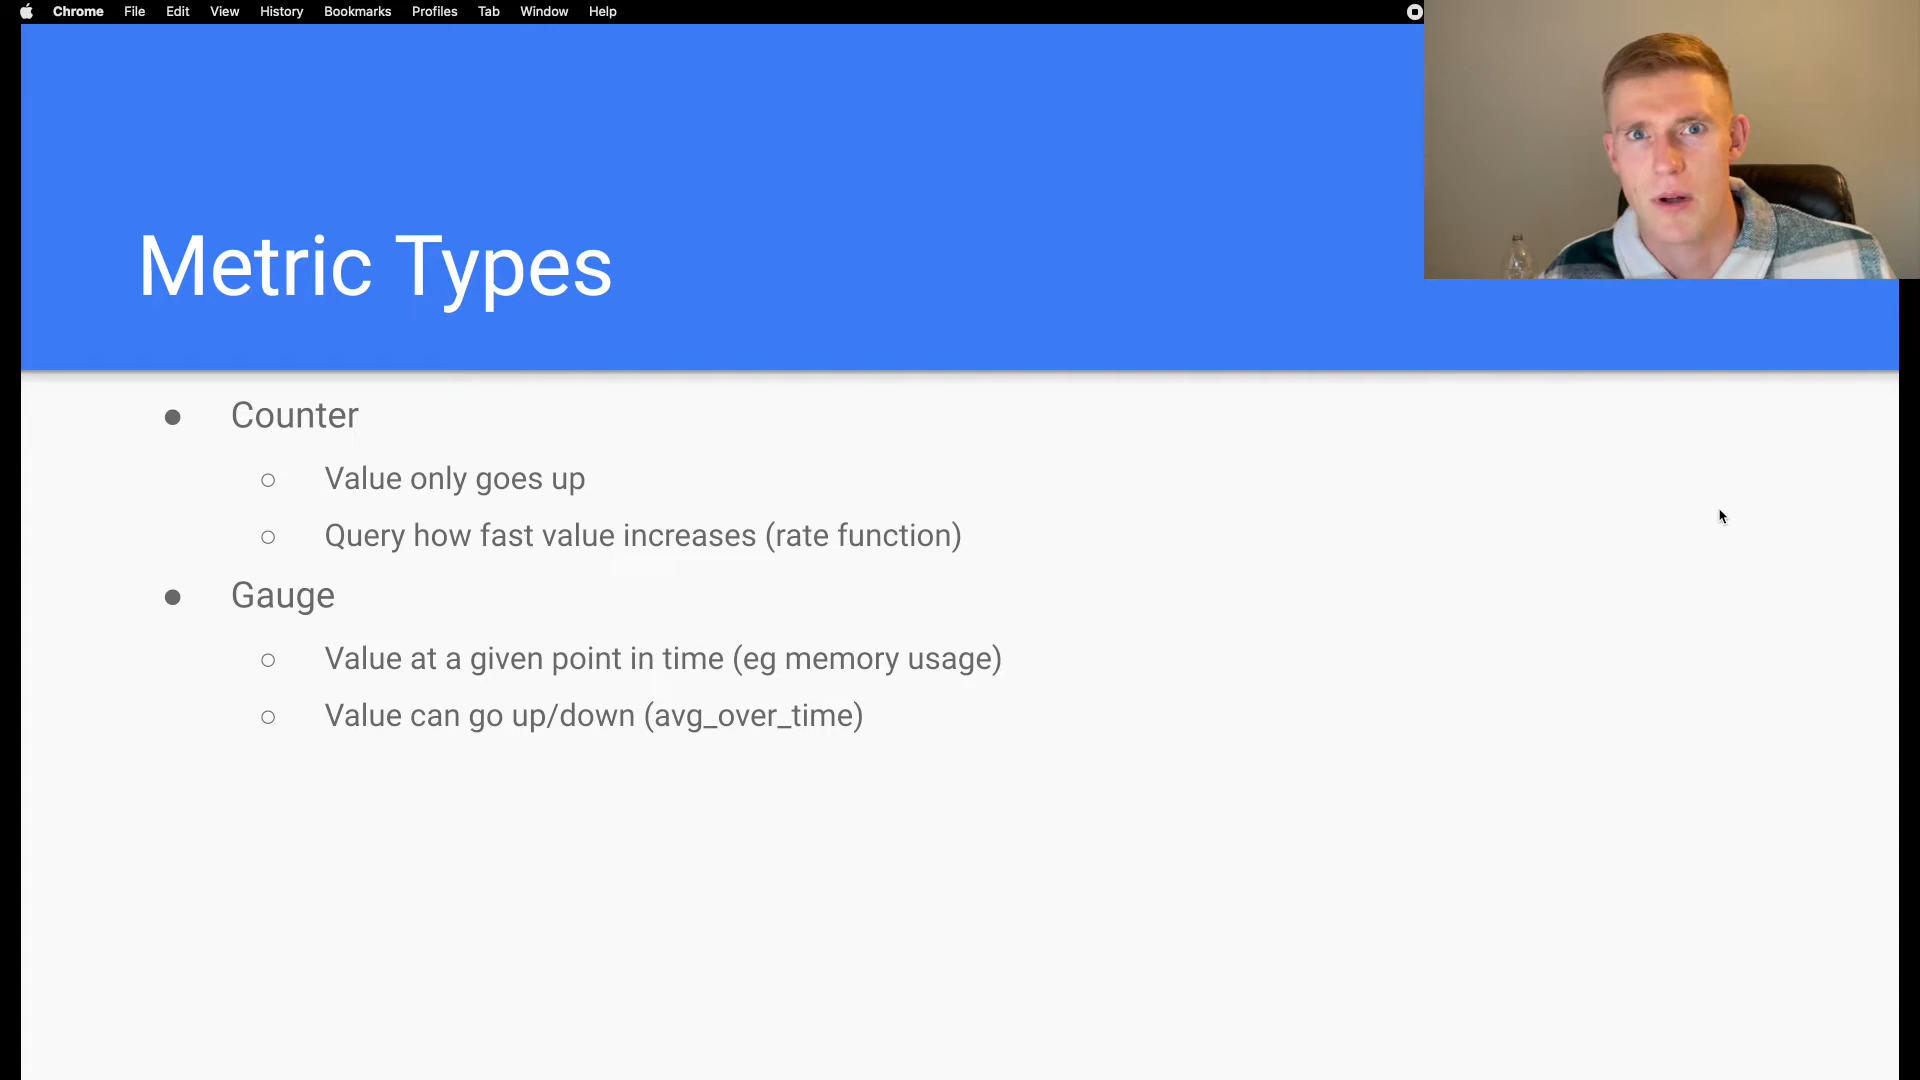 Chrome File Edit View History Bookmarks Profiles Tab Window Help
Metric Types
● Counter
○ Value only goes up
○ Query how fast value increases (rate function)
● Gauge
○ Value at a given point in time (eg memory usage)
○ Value can go up/down (avg_over_time)